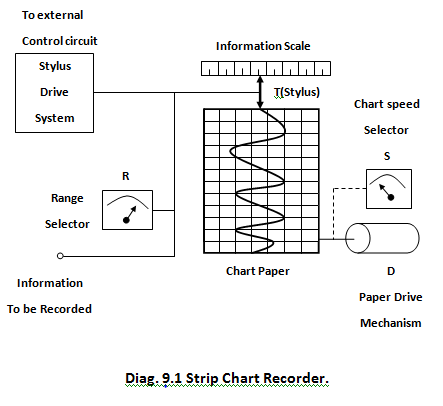 To external
Control circuit
Stylus
Drive
System
Information Scale
T(Stylus)
Chart speed
Selector
S
R
Range
Selector
Information
To be Recorded
Chart Paper
D
Paper Drive
Mechanism
Diag. 9.1 Strip Chart Recorder.